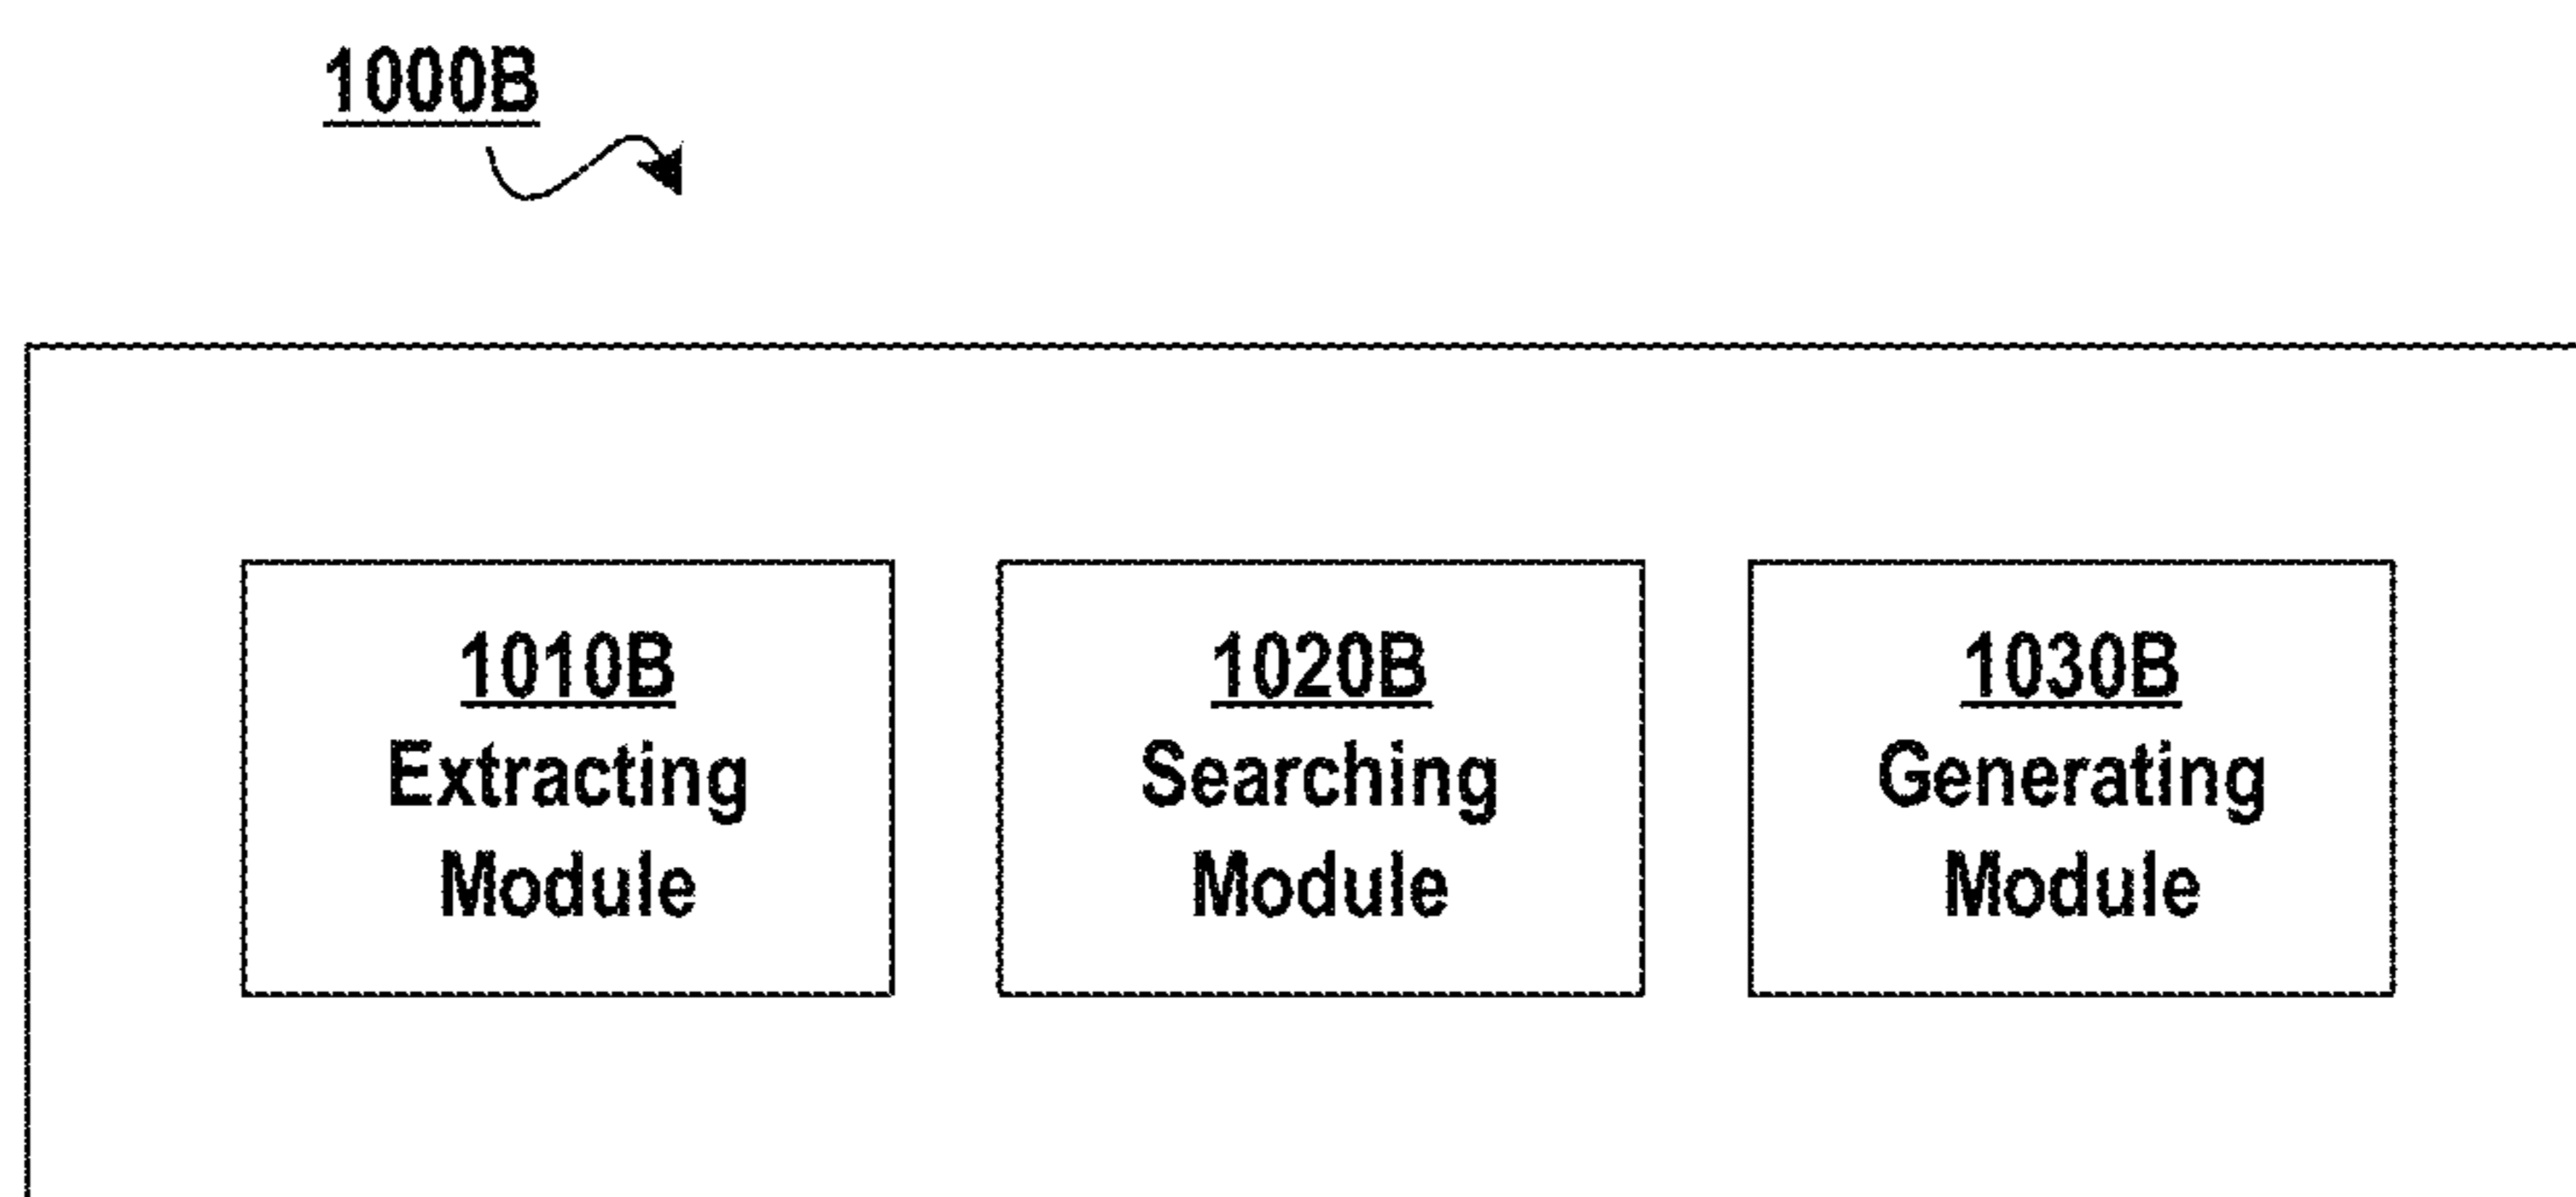 1000B
1010B
Extracting
Module
1020B
Searching
Module
1030B
Generating
Module